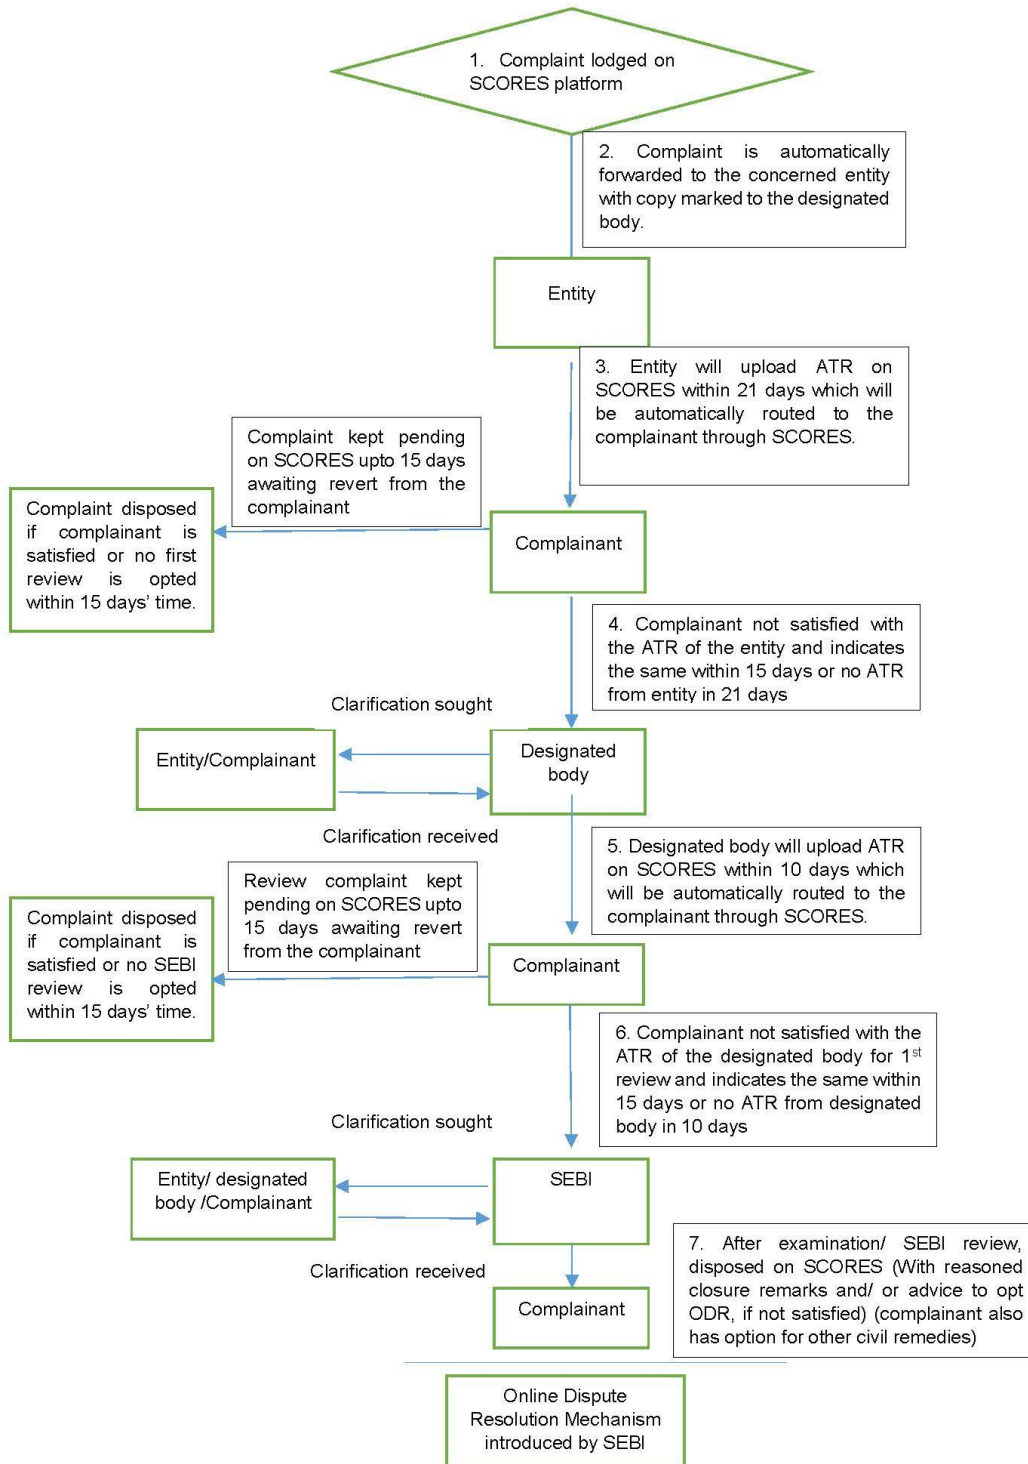 1. Complaint lodged on
SCORES platform
2. Complaint is automatically
forwarded to the concerned entity
with copy marked to the designated
body.
Entity
3. Entity will upload ATR on
SCORES within 21 days which will
be automatically routed to the
complainant through SCORES.
Complaint kept pending
on SCORES upto 15 days
awaiting revert from the
complainant
Complaint disposed
if complainant is
satisfied or no first
review is opted
within 15 days' time.
Complainant
4. Complainant not satisfied with
the ATR of the entity and indicates
the same within 15 days or no ATR
from entity in 21 days
Clarification sought
Entity/Complainant
Designated
body
Clarification received
5. Designated body will upload ATR
on SCORES within 10 days which
will be automatically routed to the
complainant through SCORES.
Review complaint kept
pending on SCORES upto
15 days awaiting revert
from the complainant
Complaint disposed
if complainant is
satisfied or no SEBI
review is opted
within 15 days' time.
Complainant
6. Complainant not satisfied with the
ATR of the designated body for 1st
review and indicates the same within
15 days or no ATR from designated
body in 10 days
Clarification sought
Entity/ designated
body /Complainant
SEBI
Clarification received
7. After examination/ SEBI review,
disposed on SCORES (With reasoned
closure remarks and/ or advice to opt
ODR, if not satisfied) (complainant also
has option for other civil remedies)
Complainant
Online Dispute
Resolution Mechanism
introduced by SEBI